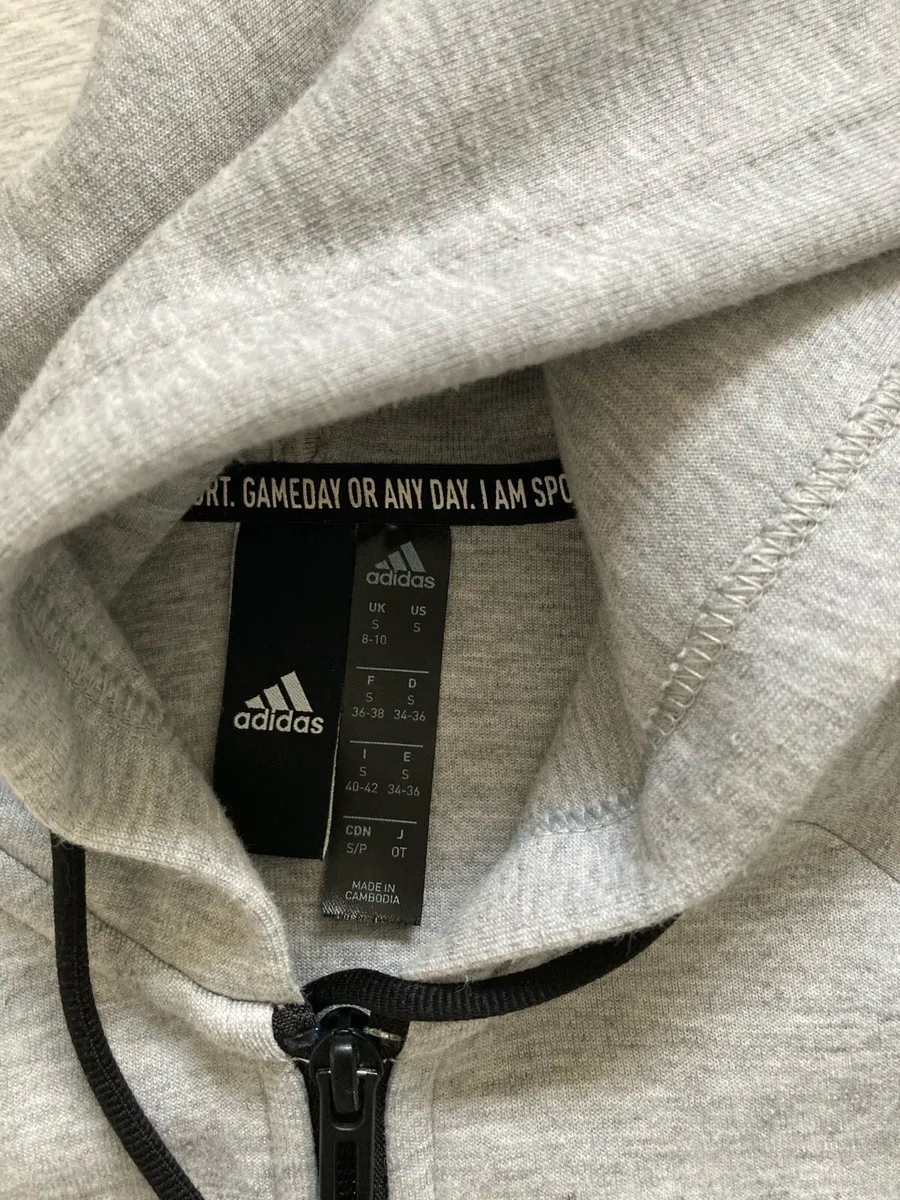 ORT. GAMEDAY OR ANY DAY. I AM SPO
adidas
adidas
UK US
S S
8-10
F D
S S
36-38 34-36
I E
S S
40-42 34-36
CDN J
S/P OT
MADE IN
CAMBODIA